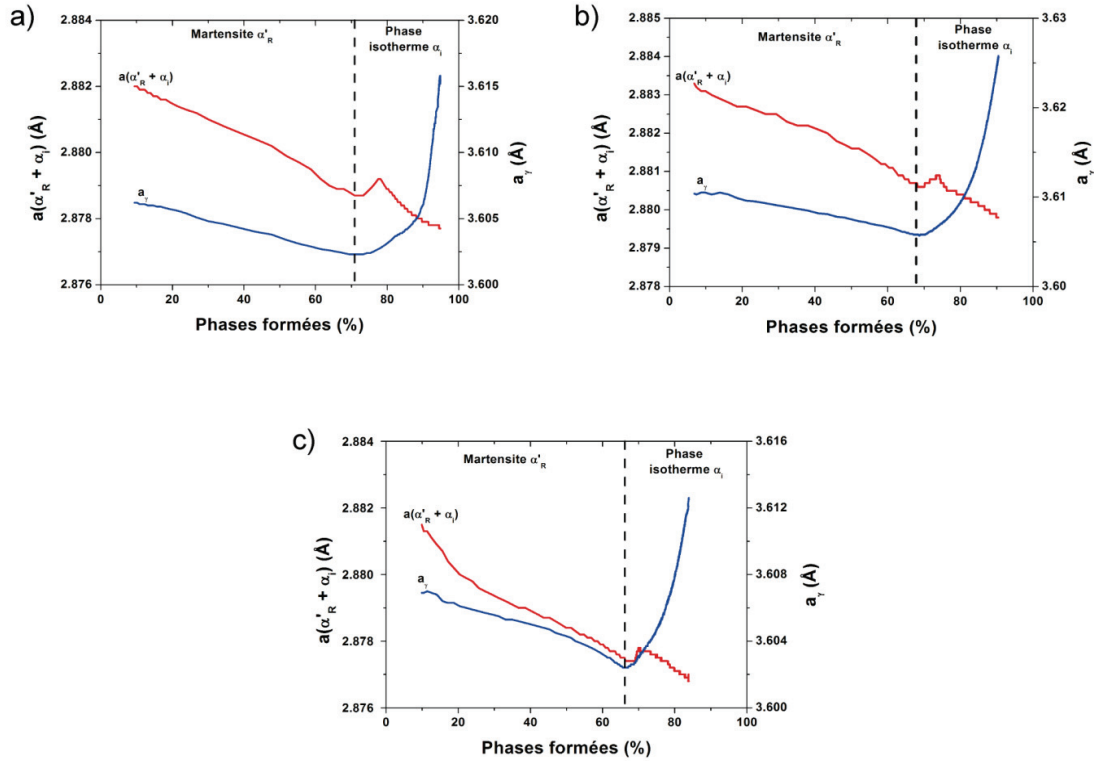 a)
2.884
2.882
2.880
2.878
2.876
3.620
3.615
3.610
3.605
3.600
0
20
40
60
80
100
Martensite α'R
Phase
isotherme αi
a(α'R + αi)
aγ
a(α'R + αi) (Å)
aγ (Å)
Phases formées (%)
b)
2.885
2.884
2.883
2.882
2.881
2.880
2.879
2.878
3.63
3.62
3.61
3.60
0
20
40
60
80
100
Martensite α'R
Phase
isotherme αi
a(α'R + αi)
aγ
a(α'R + αi) (Å)
aγ (Å)
Phases formées (%)
c)
2.884
2.882
2.880
2.878
2.876
3.616
3.612
3.608
3.604
3.600
0
20
40
60
80
100
Martensite α'R
Phase
isotherme αi
a(α'R + αi)
aγ
a(α'R + αi) (Å)
aγ (Å)
Phases formées (%)